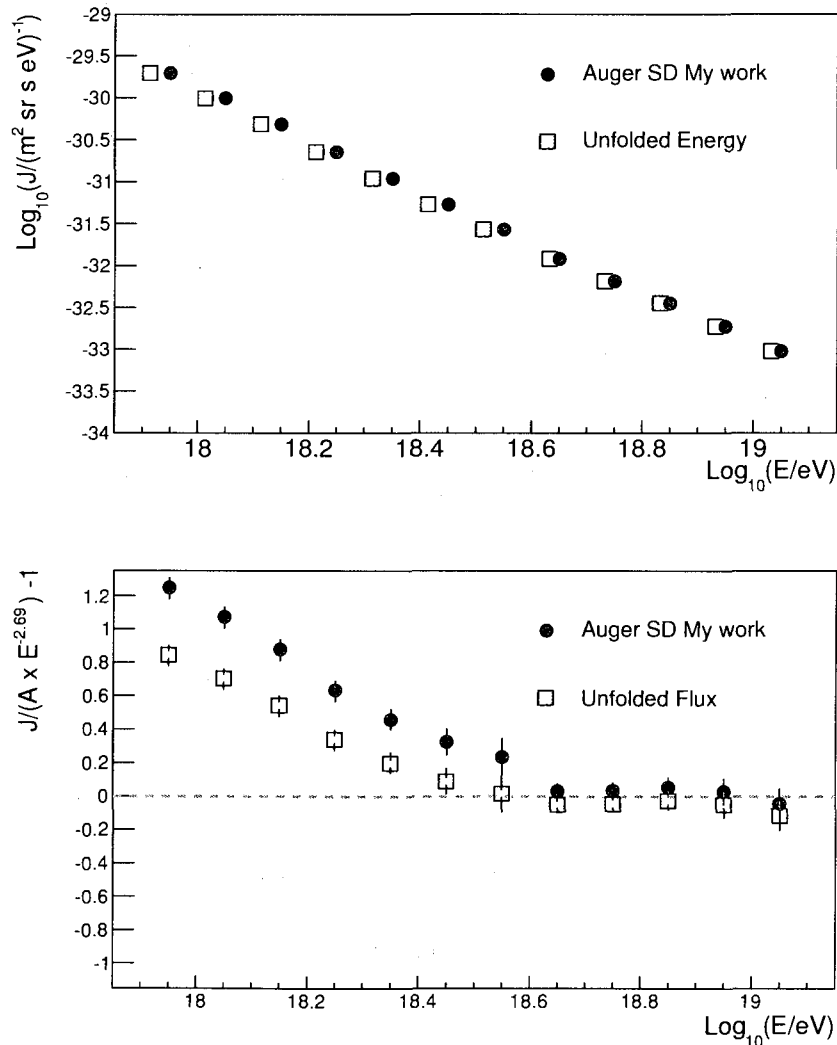 Log10(J/(m2 sr s eV)-1
-29
-29.5
-30
-30.5
-31
-31.5
-32
-32.5
-33
-33.5
-34
Auger SD My work
Unfolded Energy
18 18.2 18.4 18.6 18.8 19
Log10(E/eV)
J/(A x E-2.69) -1
1.2
1
0.8
0.6
0.4
0.2
0
-0.2
-0.4
-0.6
-0.8
-1
Auger SD My work
Unfolded Flux
18 18.2 18.4 18.6 18.8 19
Log10(E/eV)